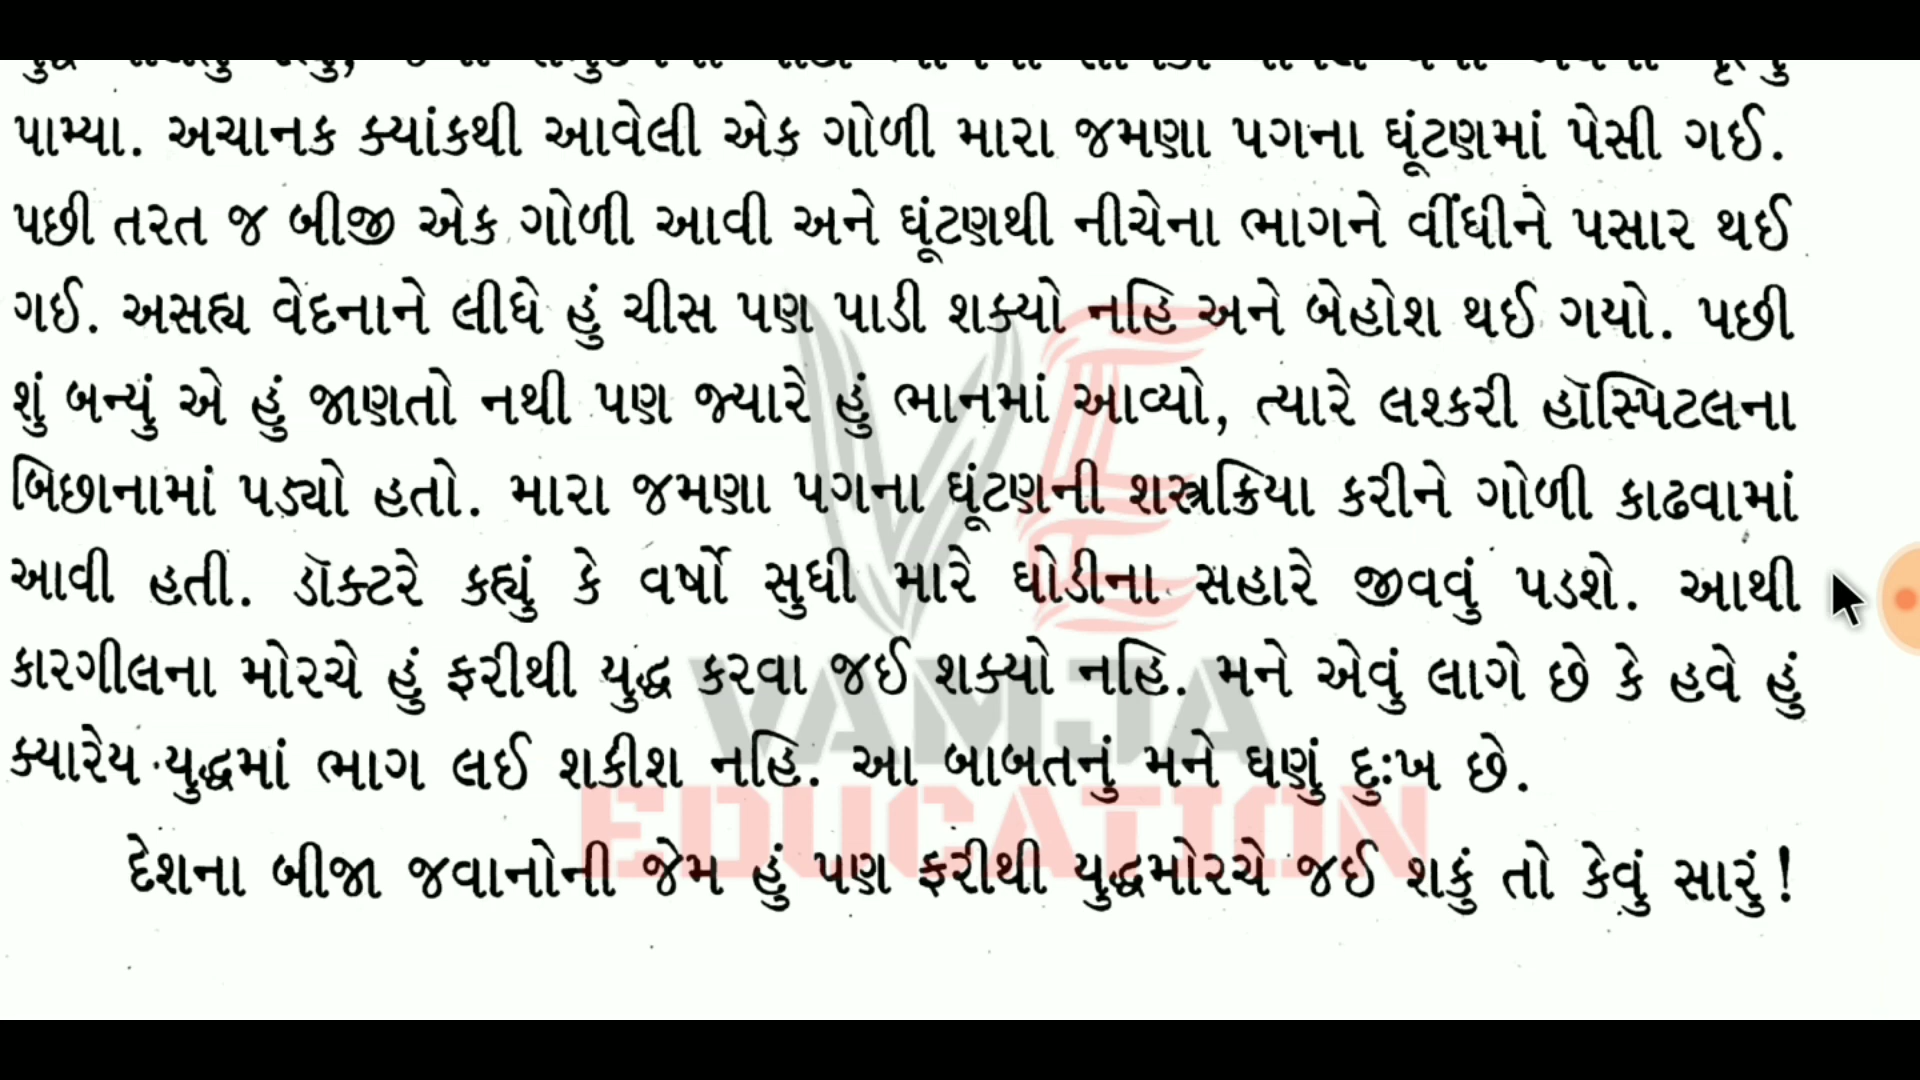 પામ્યા. અચાનક ક્યાંકથી આવેલી એક ગોળી મારા જમણા પગના ઘૂંટણમાં પેસી ગઈ.
પછી તરત જ બીજી એક ગોળી આવી અને ઘૂંટણથી નીચેના ભાગને વીંધીને પસાર થઈ
ગઈ. અસહ્ય વેદનાને લીધે હું ચીસ પણ પાડી શક્યો નહિ અને બેહોશ થઈ ગયો. પછી
શું બન્યું એ હું જાણતો નથી પણ જ્યારે હું ભાનમાં આવ્યો, ત્યારે લશ્કરી હૉસ્પિટલના
બિછાનામાં પડ્યો હતો. મારા જમણા પગના ઘૂંટણની શસ્ત્રક્રિયા કરીને ગોળી કાઢવામાં
આવી હતી. ડૉક્ટરે કહ્યું કે વર્ષો સુધી મારે ઘોડીના સહારે જીવવું પડશે. આથી
કારગીલના મોરચે હું ફરીથી યુદ્ધ કરવા જઈ શક્યો નહિ. મને એવું લાગે છે કે હવે હું
ક્યારેય યુદ્ધમાં ભાગ લઈ શકીશ નહિ. આ બાબતનું મને ઘણું દુઃખ છે.
દેશના બીજા જવાનોની જેમ હું પણ ફરીથી યુદ્ધમોરચે જઈ શકું તો કેવું સારું!
VE
VAMJA
EDUCATION